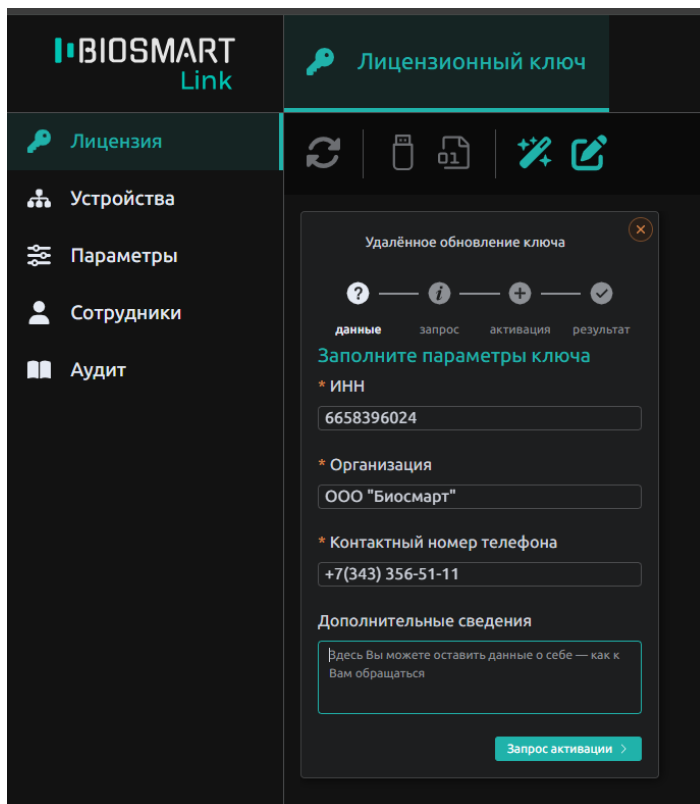 BIOSMART
Link
Лицензионный ключ
Лицензия
Устройства
Параметры
Сотрудники
Аудит
01
Удалённое обновление ключа
данные запрос активация результат
Заполните параметры ключа
* ИНН
6658396024
* Организация
ООО "Биосмарт"
* Контактный номер телефона
+7(343) 356-51-11
Дополнительные сведения
Здесь Вы можете оставить данные о себе — как к
Вам обращаться
Запрос активации >